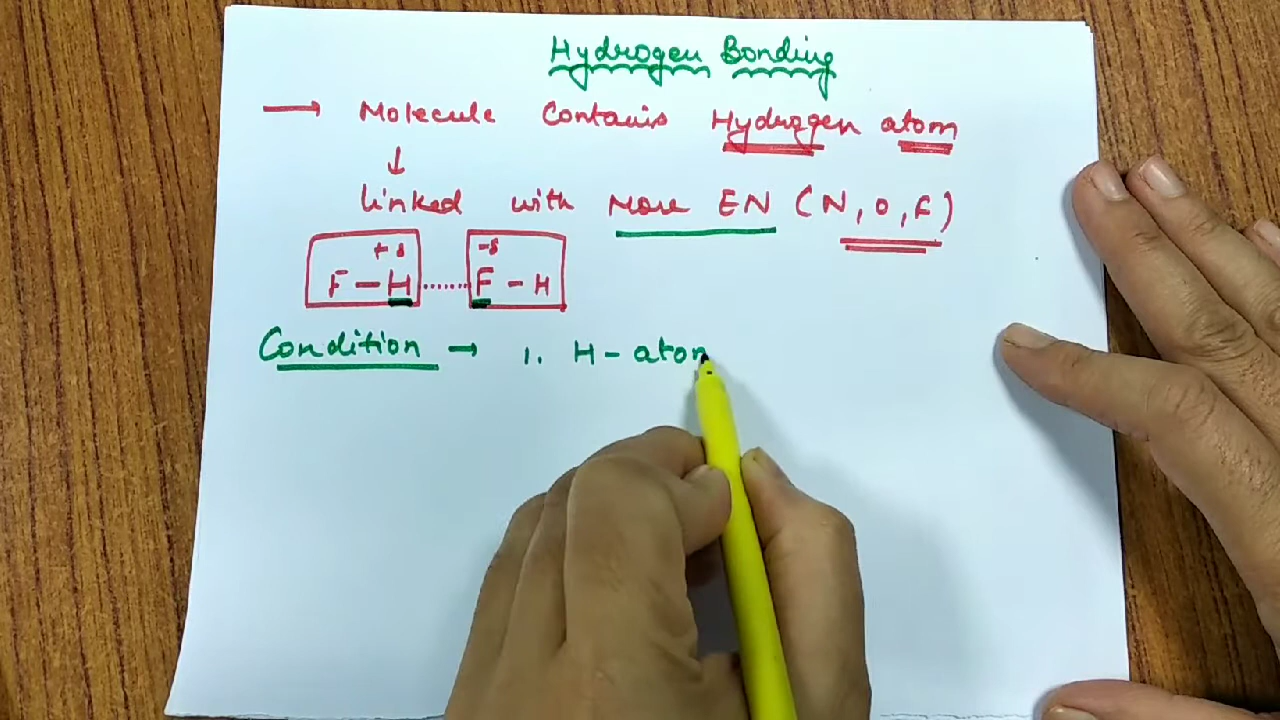 Hydrogen Bonding
→ Molecule Contains Hydrogen atom
↓
linked with More EN (N, O, F)
+δ -δ
F - H ....... F - H
Condition → 1. H - atom